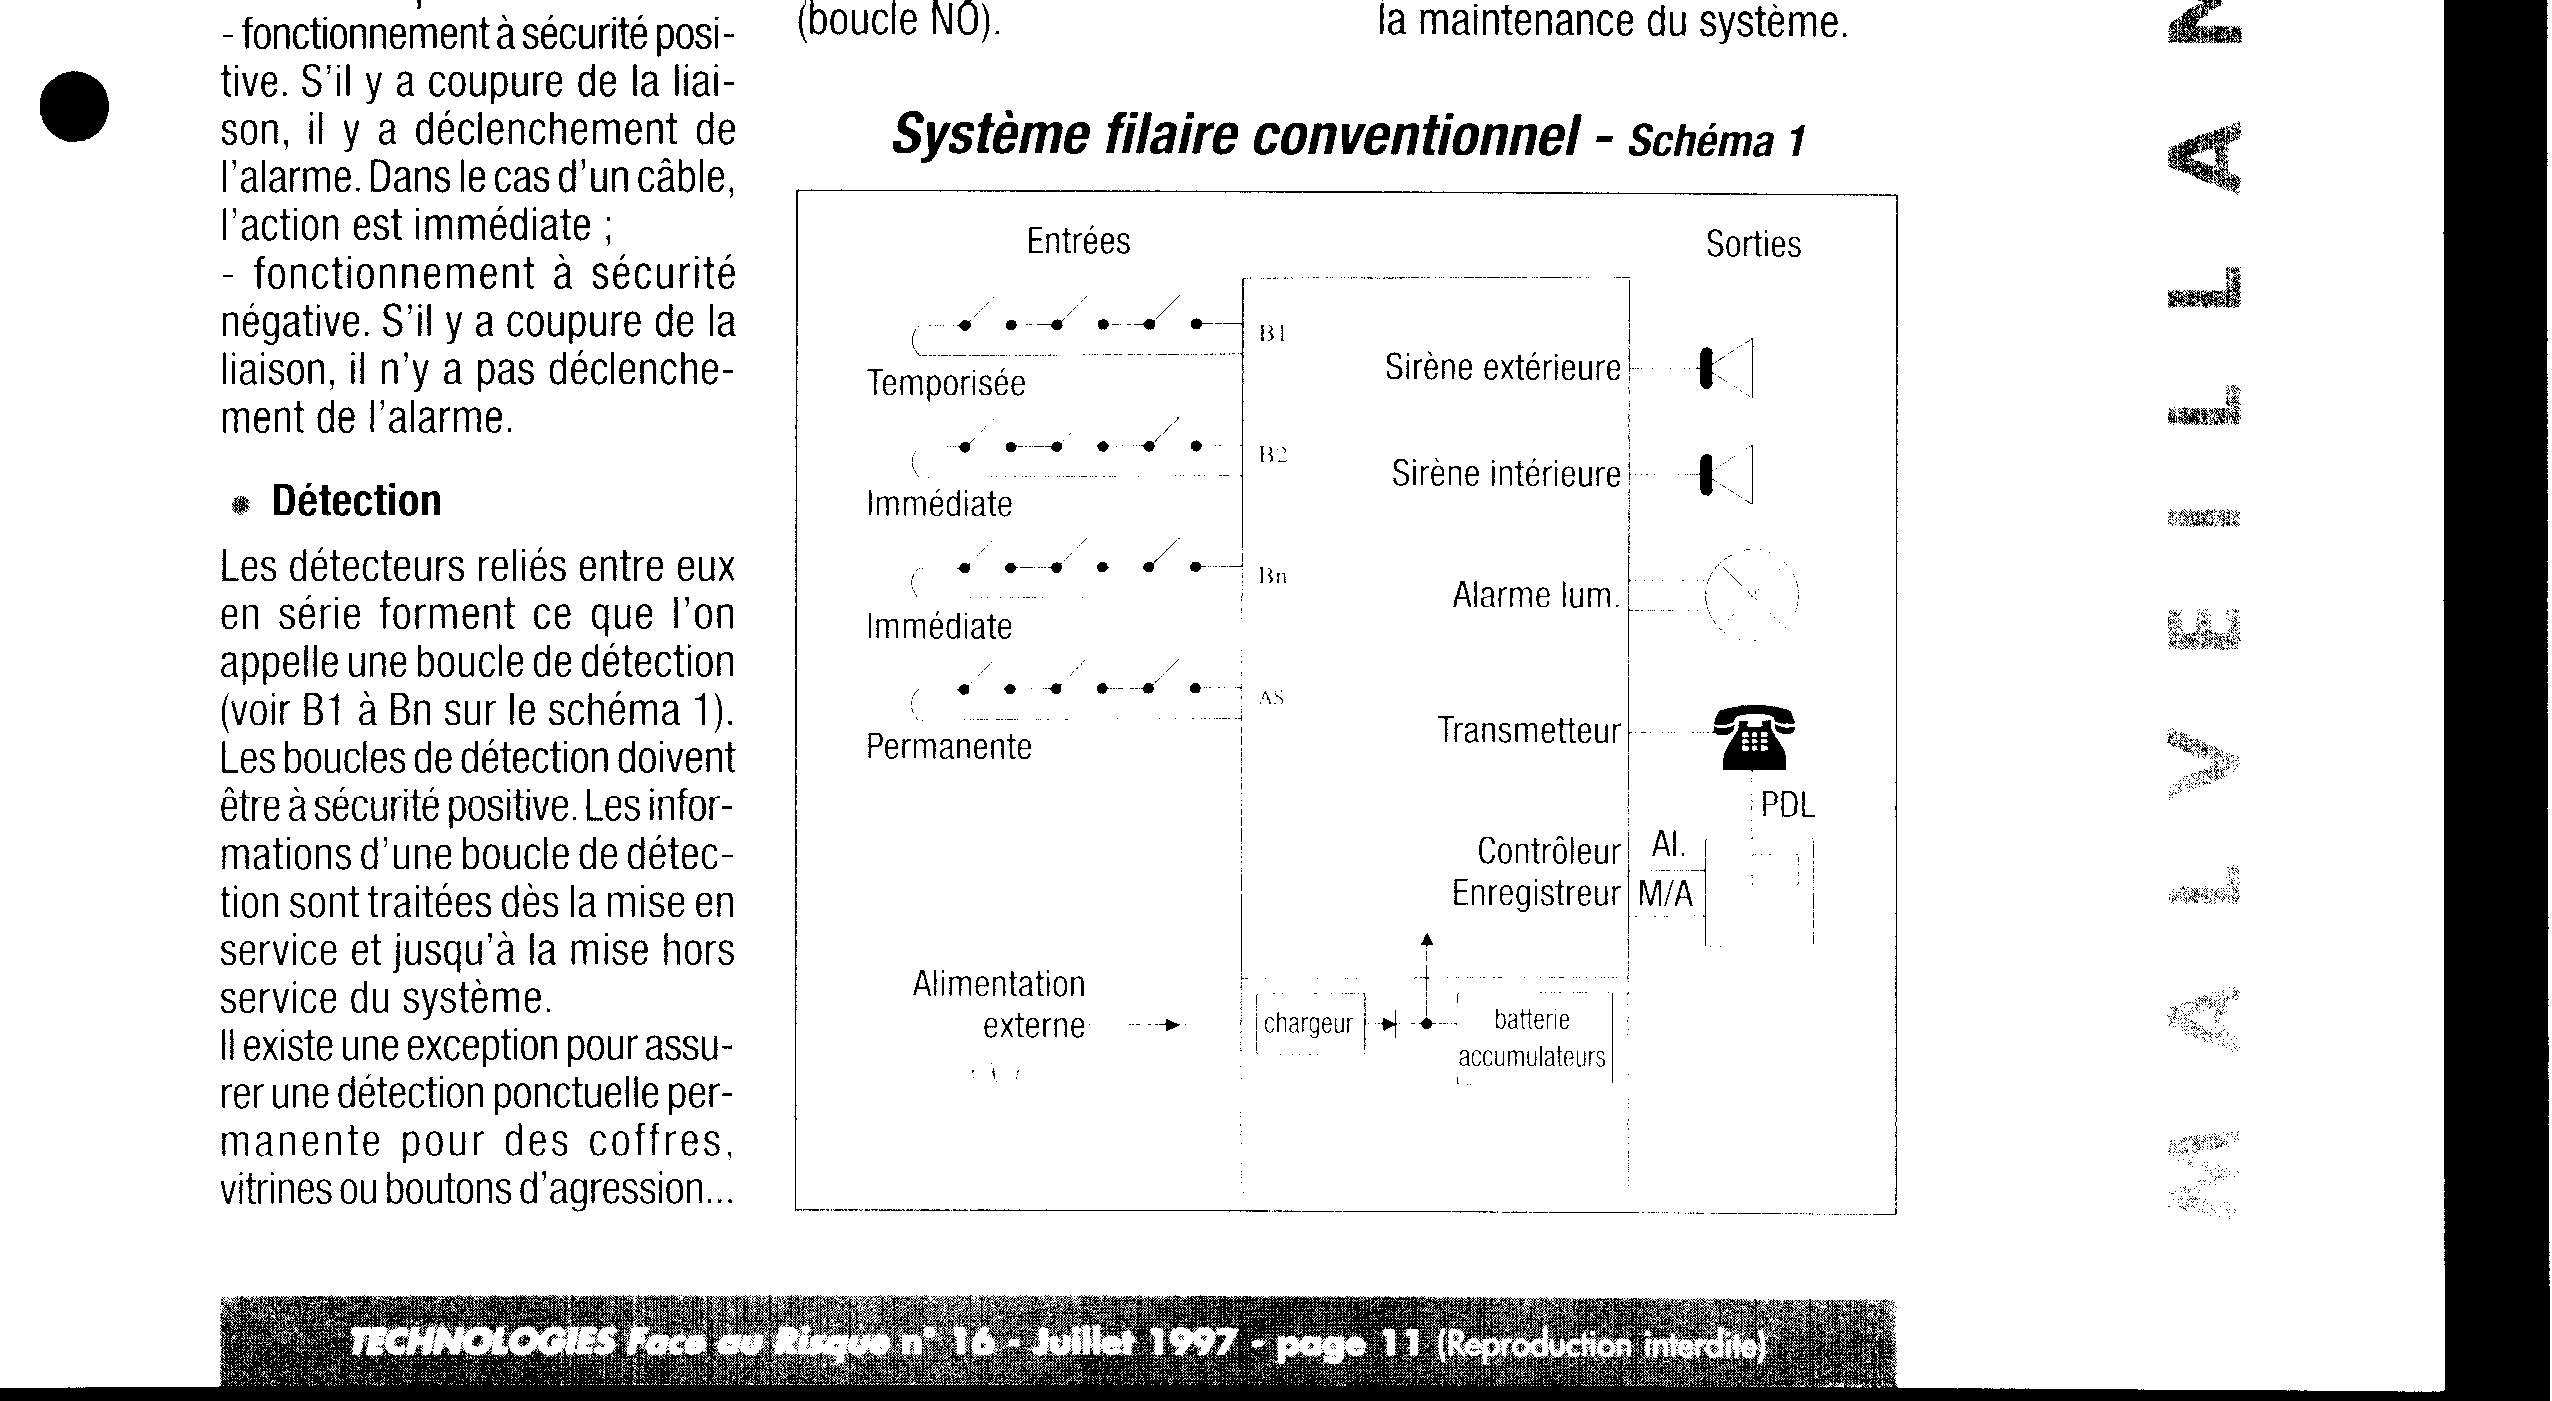 - fonctionnement à sécurité posi-
tive. S'il y a coupure de la liai-
son, il y a déclenchement de
l'alarme. Dans le cas d'un câble,
l'action est immédiate ;
- fonctionnement à sécurité
négative. S'il y a coupure de la
liaison, il n'y a pas déclenche-
ment de l'alarme.
• Détection
Les détecteurs reliés entre eux
en série forment ce que l'on
appelle une boucle de détection
(voir B1 à Bn sur le schéma 1).
Les boucles de détection doivent
être à sécurité positive. Les infor-
mations d'une boucle de détec-
tion sont traitées dès la mise en
service et jusqu'à la mise hors
service du système.
Il existe une exception pour assu-
rer une détection ponctuelle per-
manente pour des coffres,
vitrines ou boutons d'agression...
(boucle NO).
la maintenance du système.
Système filaire conventionnel - Schéma 1
Entrées
Sorties
B1
Temporisée
Sirène extérieure
B2
Immédiate
Sirène intérieure
Bn
Immédiate
Alarme lum.
AS
Permanente
Transmetteur
PDL
Contrôleur
Enregistreur
Al.
M/A
Alimentation
externe
chargeur
batterie
accumulateurs
TECHNOLOGIES Face au Risque n° 16 - Juillet 1997 - page 11 (Reproduction interdite)
MALVEILLAN